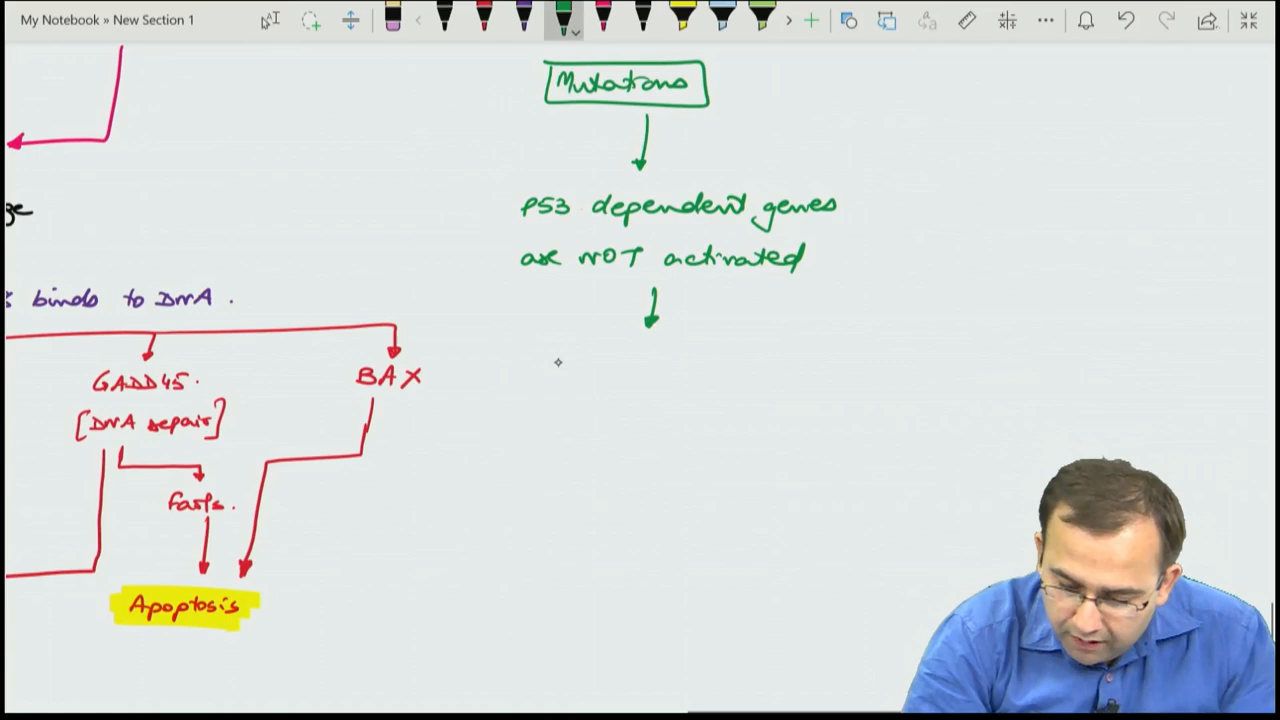 My Notebook » New Section 1
Mutations
P53 dependent genes
are NOT activated
binds to DNA.
GADD45.
[DNA repair]
BAX
Fails.
Apoptosis